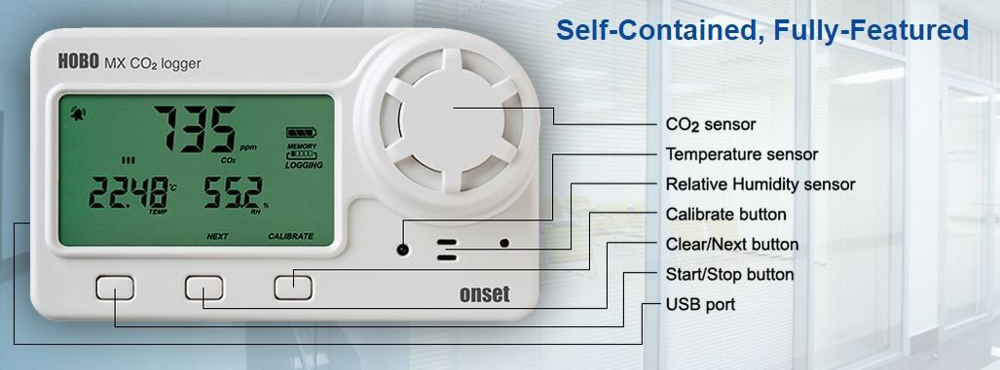 Self-Contained, Fully-Featured
HOBO MX CO₂ logger
735 ppm
CO₂
MEMORY
LOGGING
22.48 °C
TEMP
55.2 %
RH
NEXT CALIBRATE
onset
CO2 sensor
Temperature sensor
Relative Humidity sensor
Calibrate button
Clear/Next button
Start/Stop button
USB port